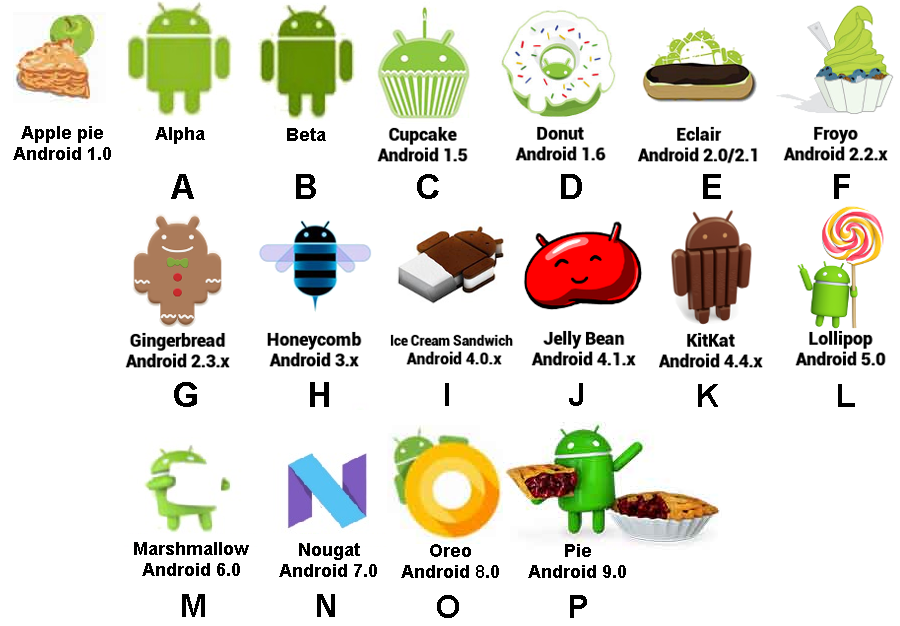 Apple pie
Android 1.0
Alpha
Beta
Cupcake
Android 1.5
Donut
Android 1.6
Eclair
Android 2.0/2.1
Froyo
Android 2.2.x
A
B
C
D
E
F
Gingerbread
Android 2.3.x
Honeycomb
Android 3.x
Ice Cream Sandwich
Android 4.0.x
Jelly Bean
Android 4.1.x
KitKat
Android 4.4.x
Lollipop
Android 5.0
G
H
I
J
K
L
Marshmallow
Android 6.0
Nougat
Android 7.0
Oreo
Android 8.0
Pie
Android 9.0
M
N
O
P